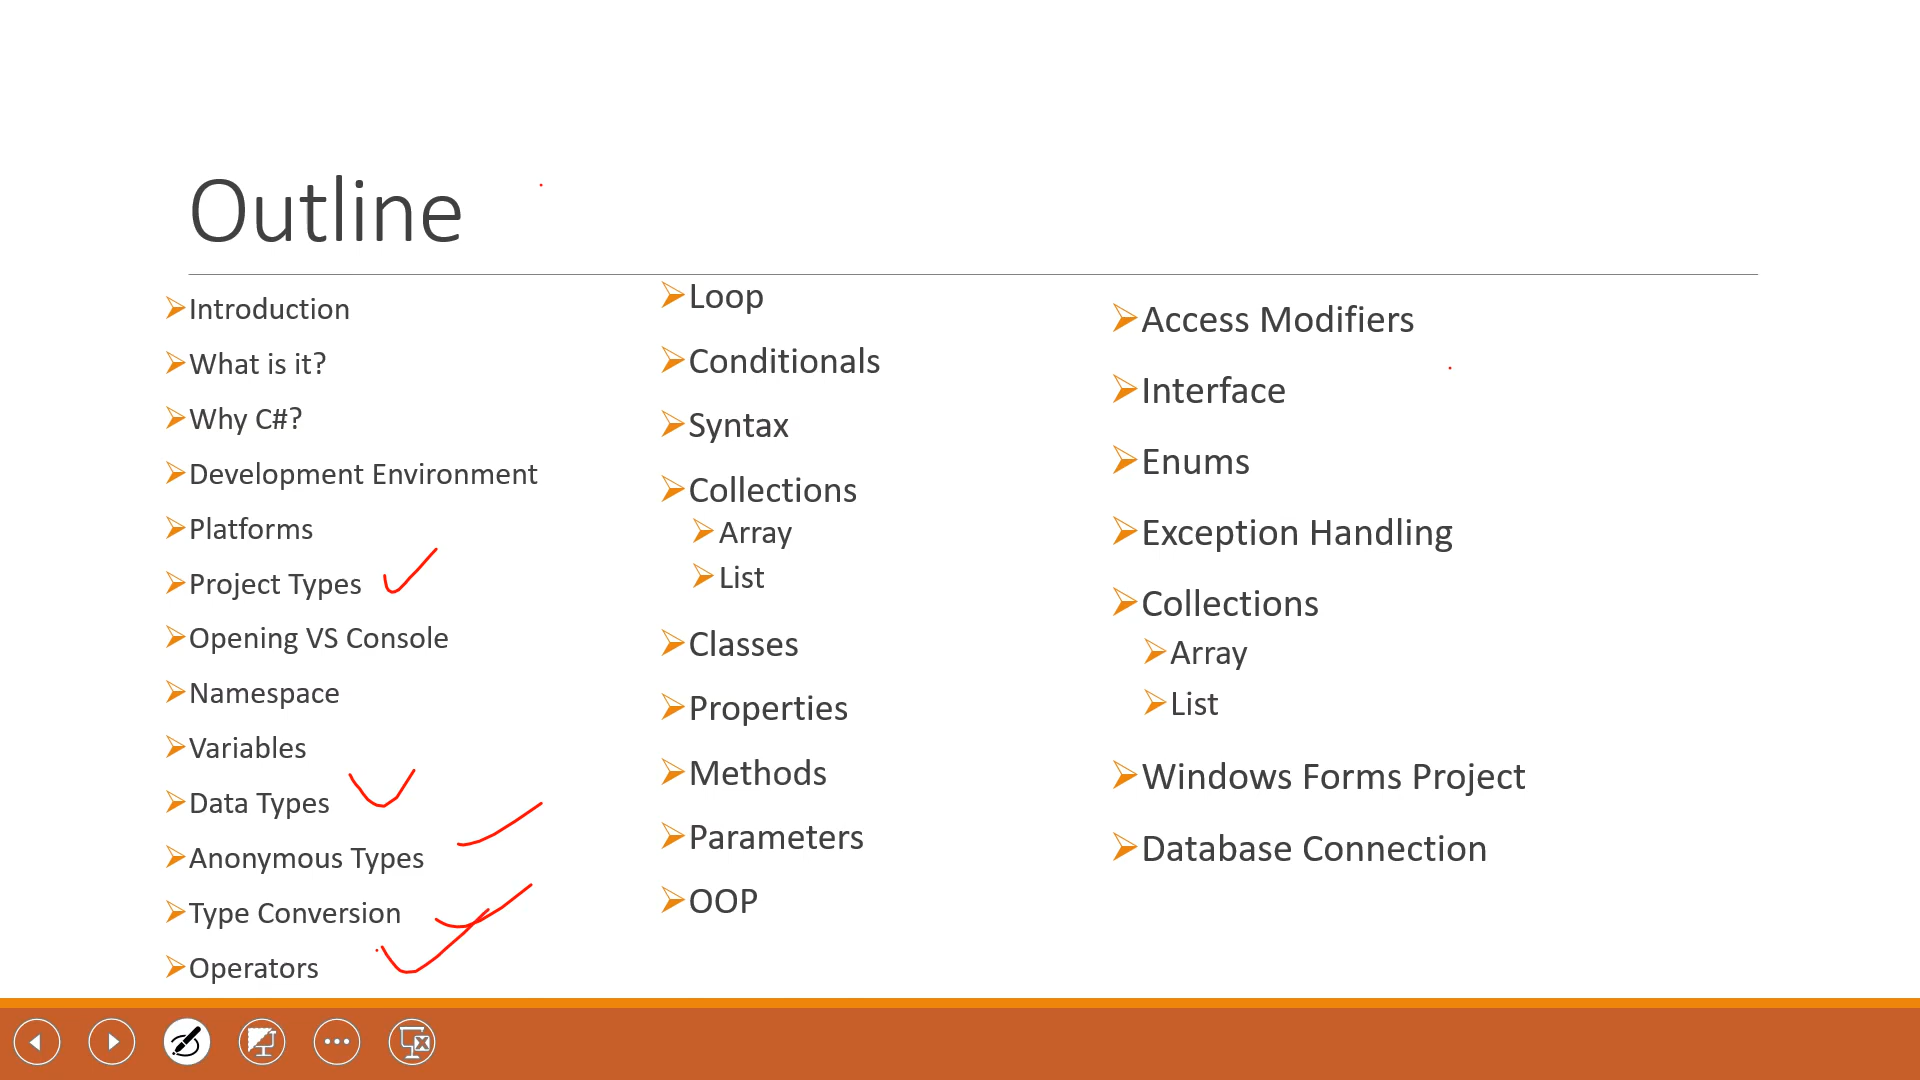 Outline
Introduction
What is it?
Why C#?
Development Environment
Platforms
Project Types
Opening VS Console
Namespace
Variables
Data Types
Anonymous Types
Type Conversion
Operators
Loop
Conditionals
Syntax
Collections
Array
List
Classes
Properties
Methods
Parameters
OOP
Access Modifiers
Interface
Enums
Exception Handling
Collections
Array
List
Windows Forms Project
Database Connection